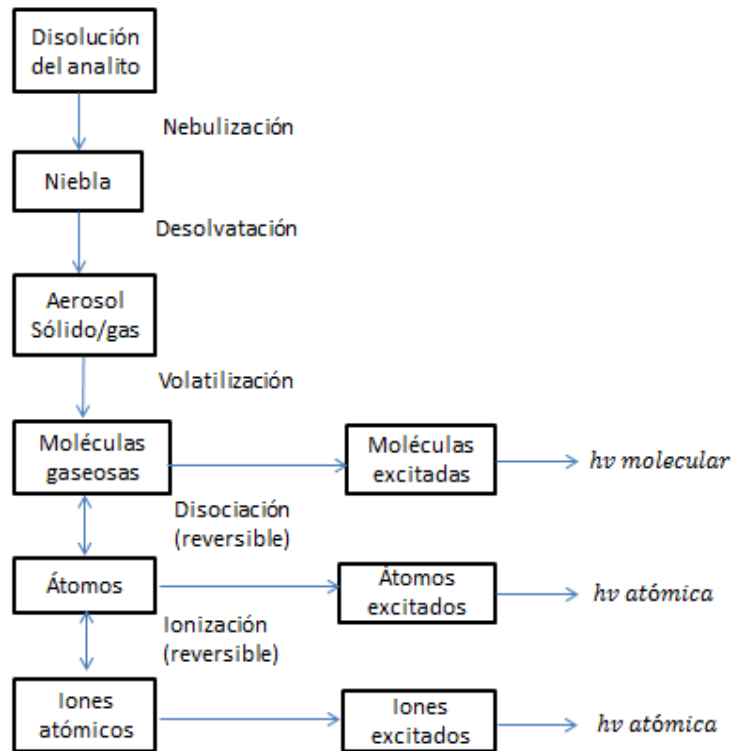 Disolución
del analito
Nebulización
Niebla
Desolvatación
Aerosol
Sólido/gas
Volatilización
Moléculas
gaseosas
Moléculas
excitadas
hv molecular
Disociación
(reversible)
Átomos
Átomos
excitados
hv atómica
Ionización
(reversible)
Iones
atómicos
Iones
excitados
hv atómica